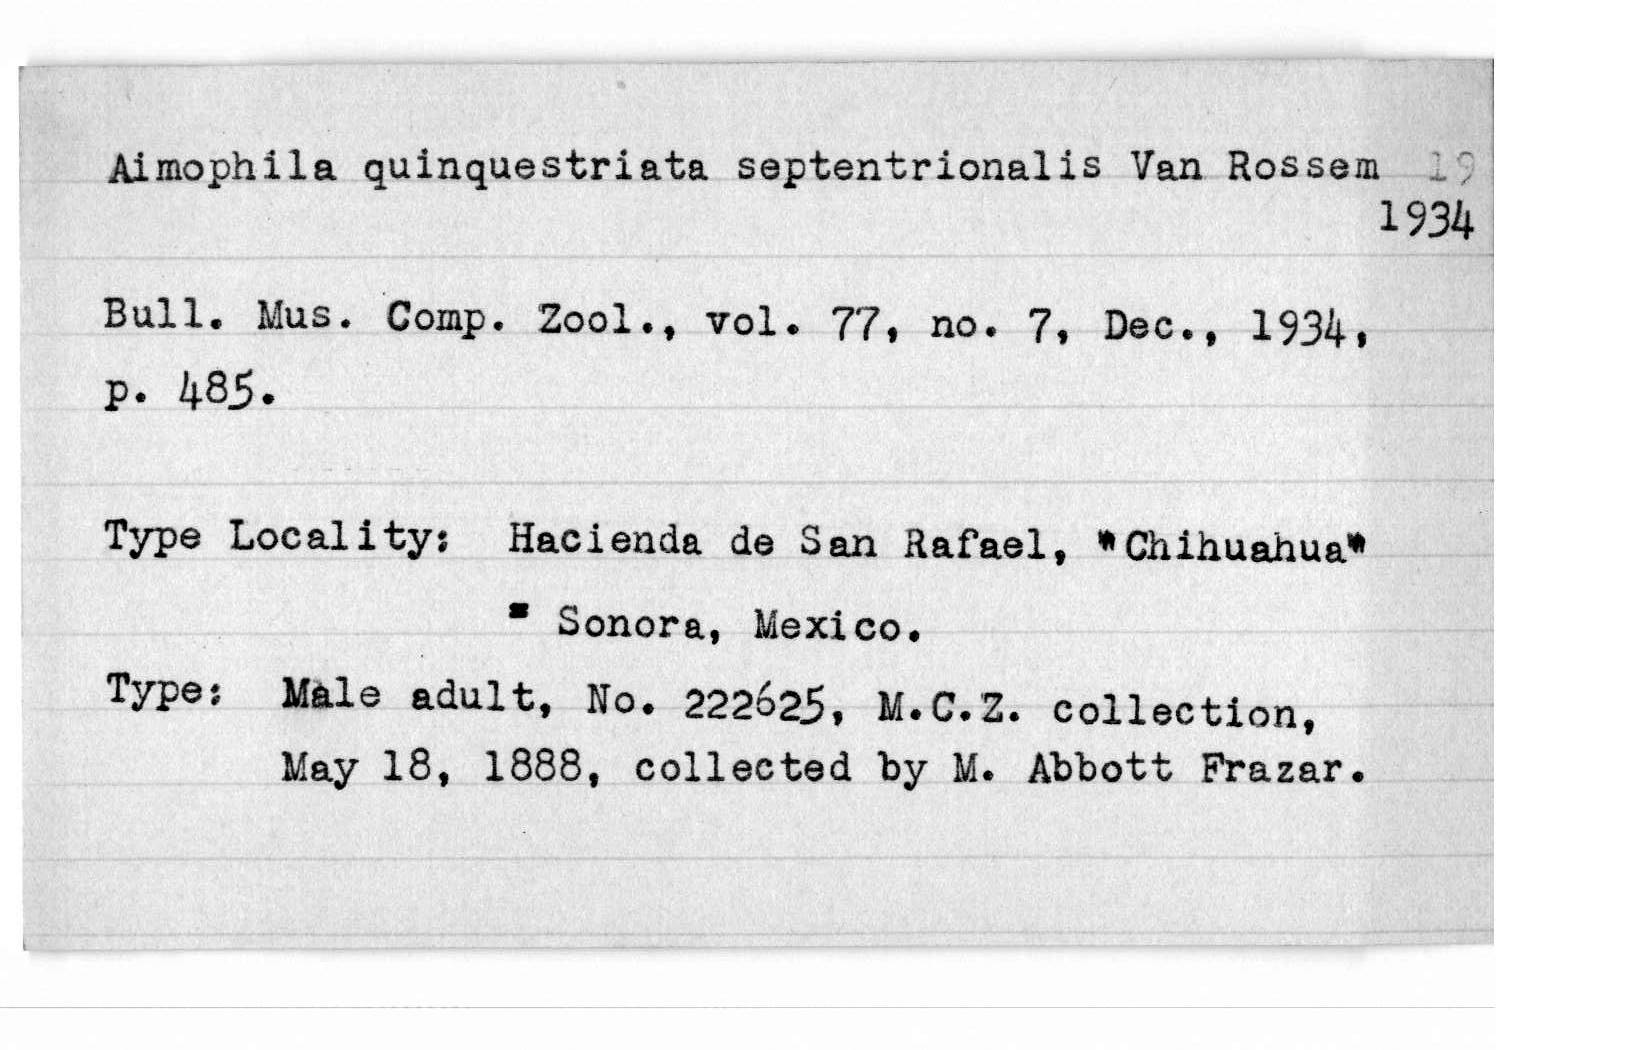 Aimophila quinquestriata septentrionalis Van Rossem 19
1934
Bull. Mus. Comp. Zool., vol. 77, no. 7, Dec., 1934,
p. 485.
Type Locality: Hacienda de San Rafael, "Chihuahua"
= Sonora, Mexico.
Type: Male adult, No. 222625, M.C.Z. collection,
May 18, 1888, collected by M. Abbott Frazar.